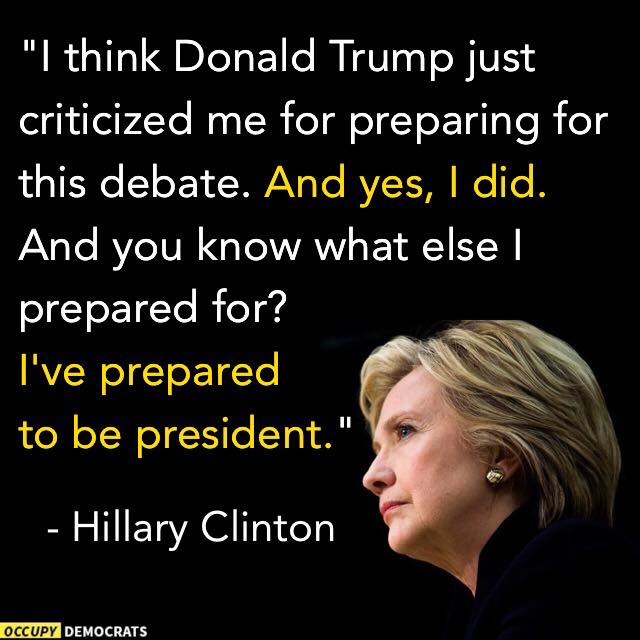 "I think Donald Trump just
criticized me for preparing for
this debate. And yes, I did.
And you know what else I
prepared for?
I've prepared
to be president."
- Hillary Clinton
OCCUPY DEMOCRATS